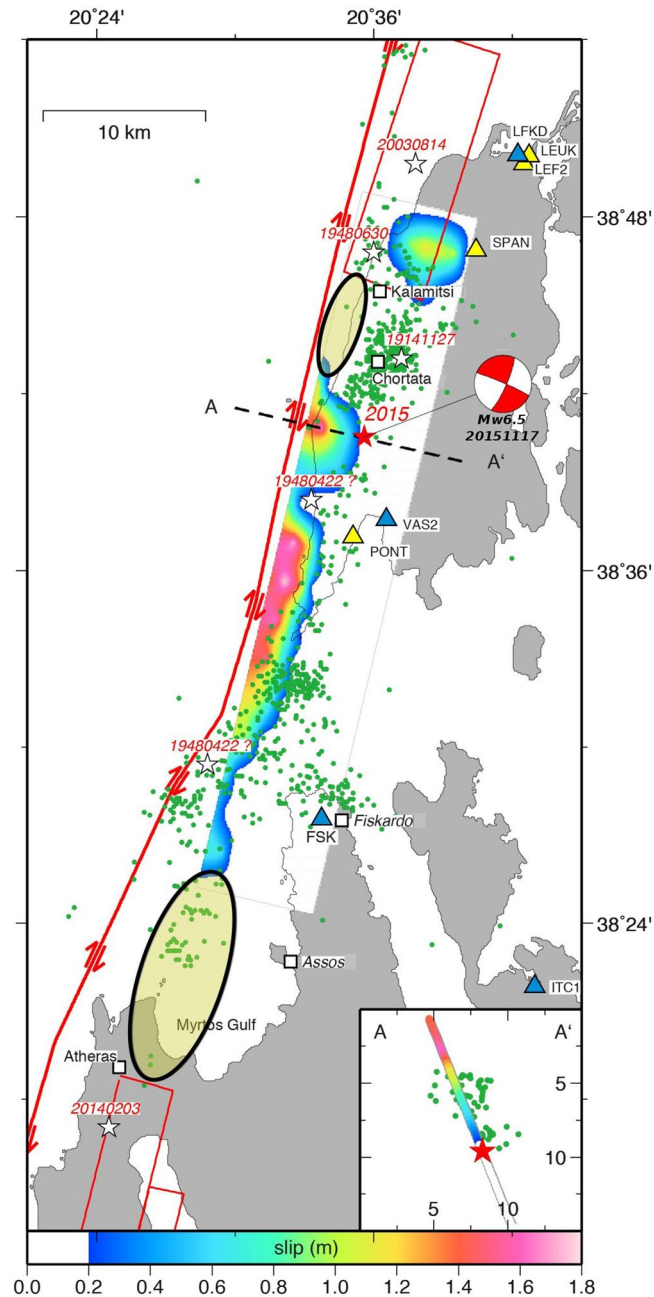 20˚24'
20˚36'
10 km
20030814
LFKD
LEUK
LEF2
38˚48'
19480630
SPAN
Kalamitsi
19141127
Chortata
A
2015
Mw6.5
20151117
A'
19480422 ?
VAS2
PONT
38˚36'
19480422 ?
FSK
Fiskardo
38˚24'
Assos
ITC1
Myrtos Gulf
Atheras
20140203
A
A'
5
5
10
10
5
10
slip (m)
0.0
0.2
0.4
0.6
0.8
1.0
1.2
1.4
1.6
1.8